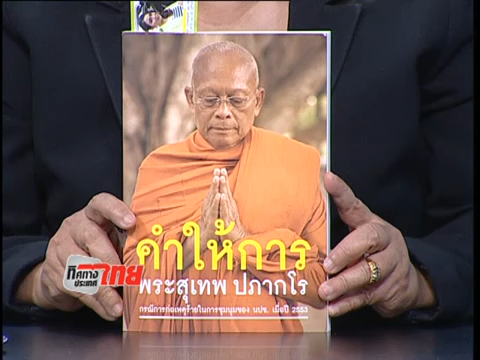 คำให้การ
พระสุเทพ ปภากโร
กรณีการก่อเหตุร้ายในการชุมนุมของ นปช. เมื่อปี 2553
ทิศทาง
ประเทศ
ไทย